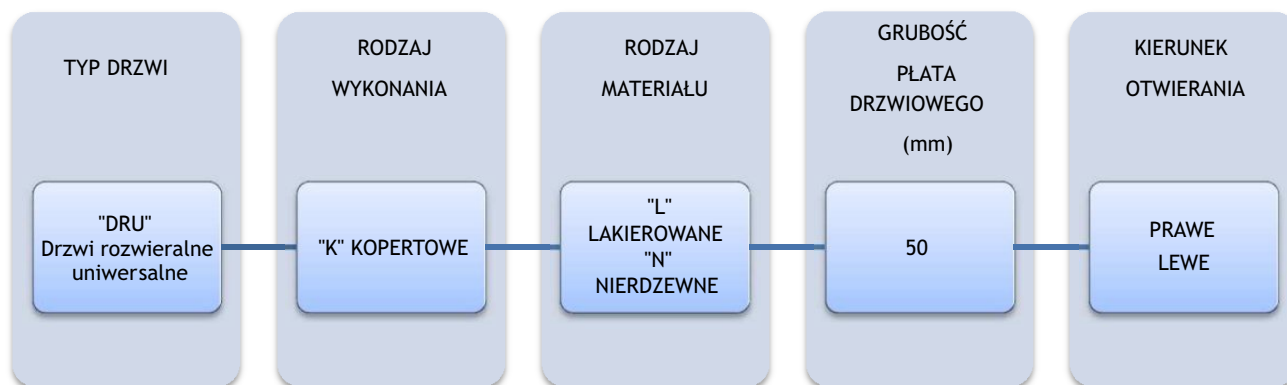 TYP DRZWI
RODZAJ
WYKONANIA
RODZAJ
MATERIAŁU
GRUBOŚĆ
PŁATA
DRZWIOWEGO
(mm)
KIERUNEK
OTWIERANIA
"DRU"
Drzwi rozwieralne
uniwersalne
"K" KOPERTOWE
"L"
LAKIEROWANE
"N"
NIERDZEWNE
50
PRAWE
LEWE